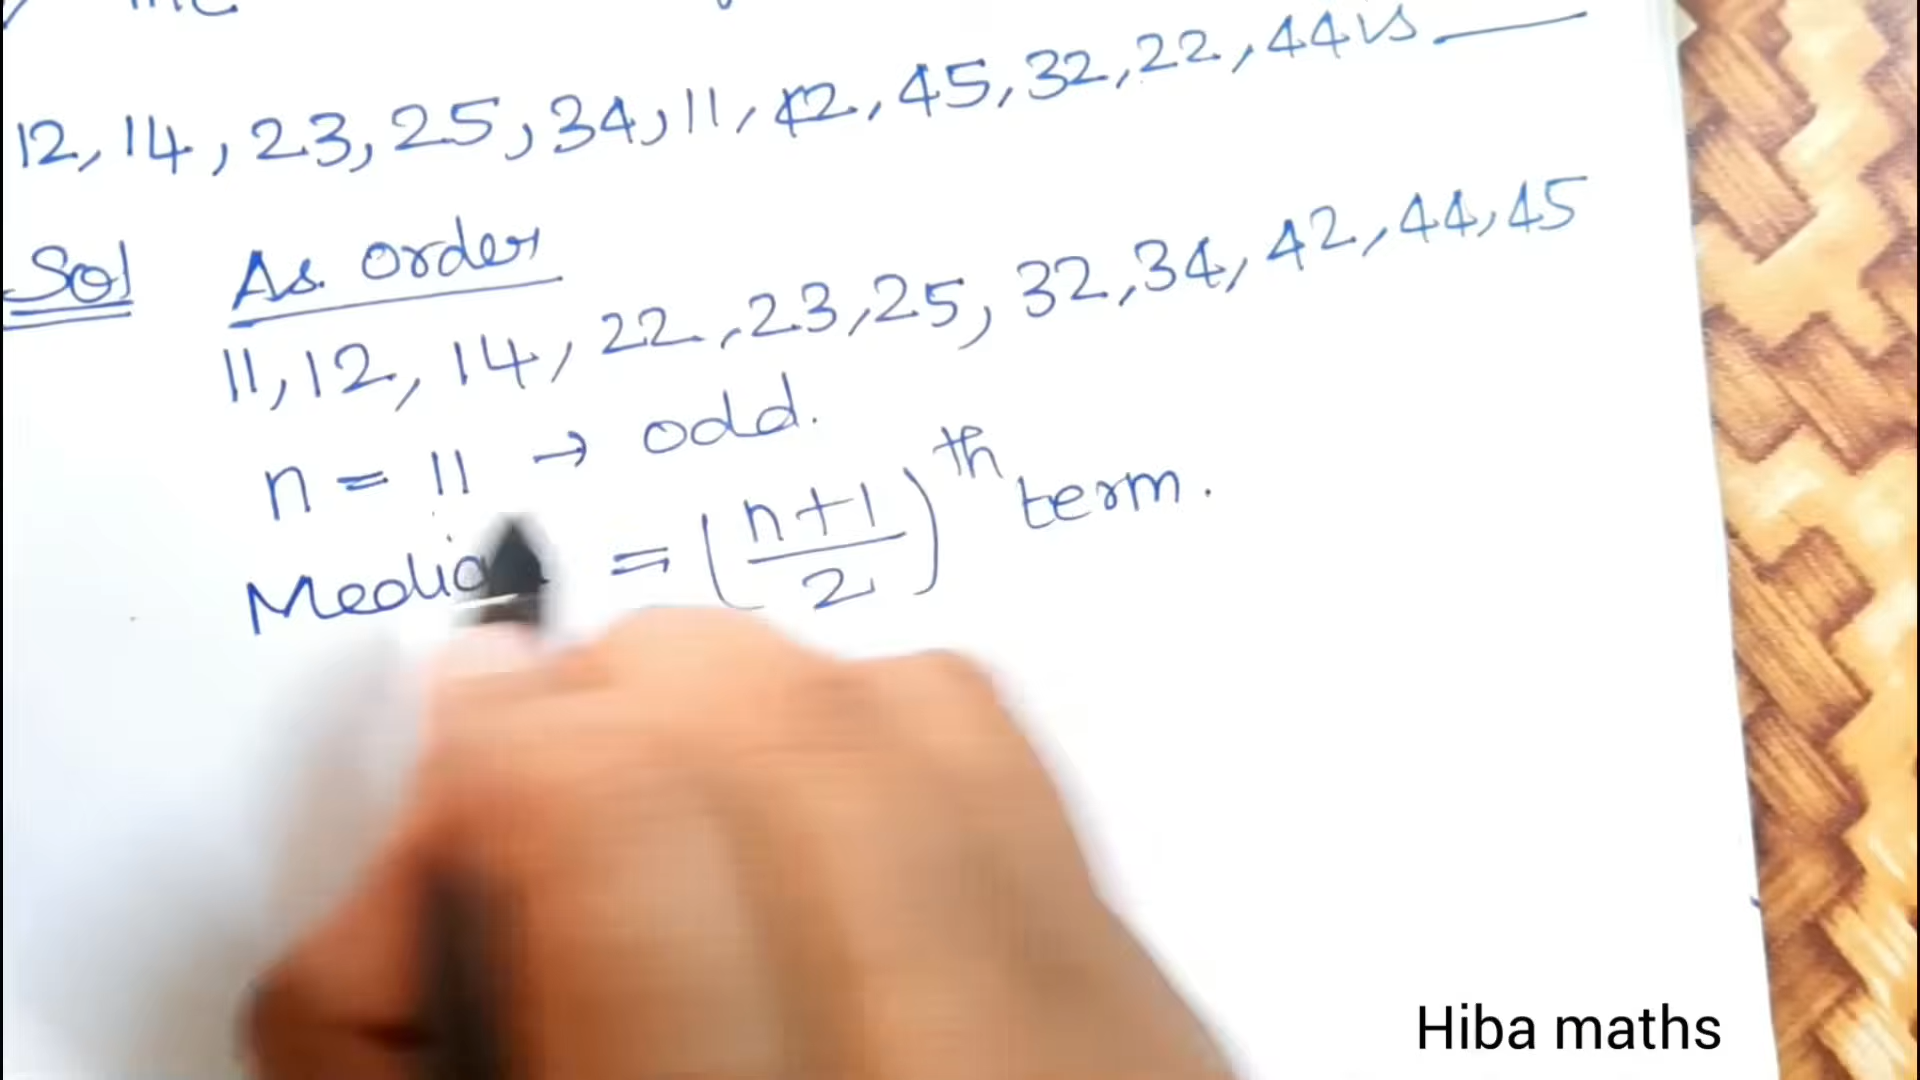 12, 14, 23, 25, 34, 11, 42, 45, 32, 22, 44 is ____
Sol As. order
11, 12, 14, 22, 23, 25, 32, 34, 42, 44, 45
n = 11 → odd.
= (n+1/2)th term.
Hiba maths